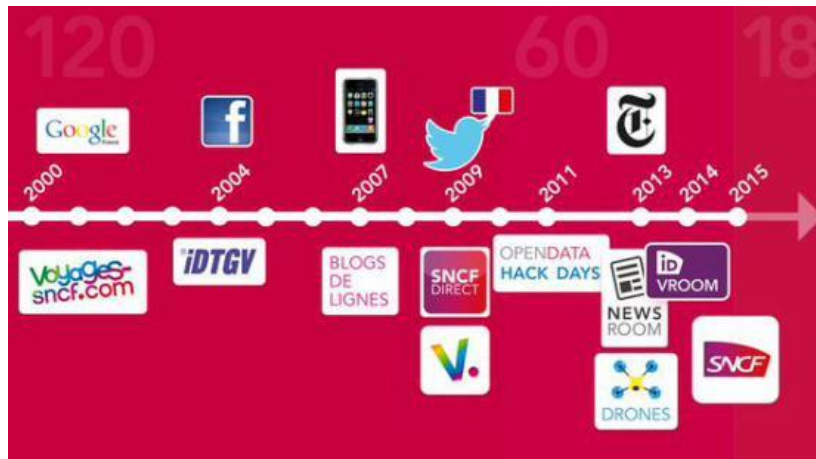 120
60
18
Google
France
f
T
2000
2004
2007
2009
2011
2013
2014
2015
Voyages-
sncf.com
iDTGV
BLOGS
DE
LIGNES
SNCF
DIRECT
V.
OPENDATA
HACK DAYS
NEWS
ROOM
iD
VROOM
DRONES
SNCF